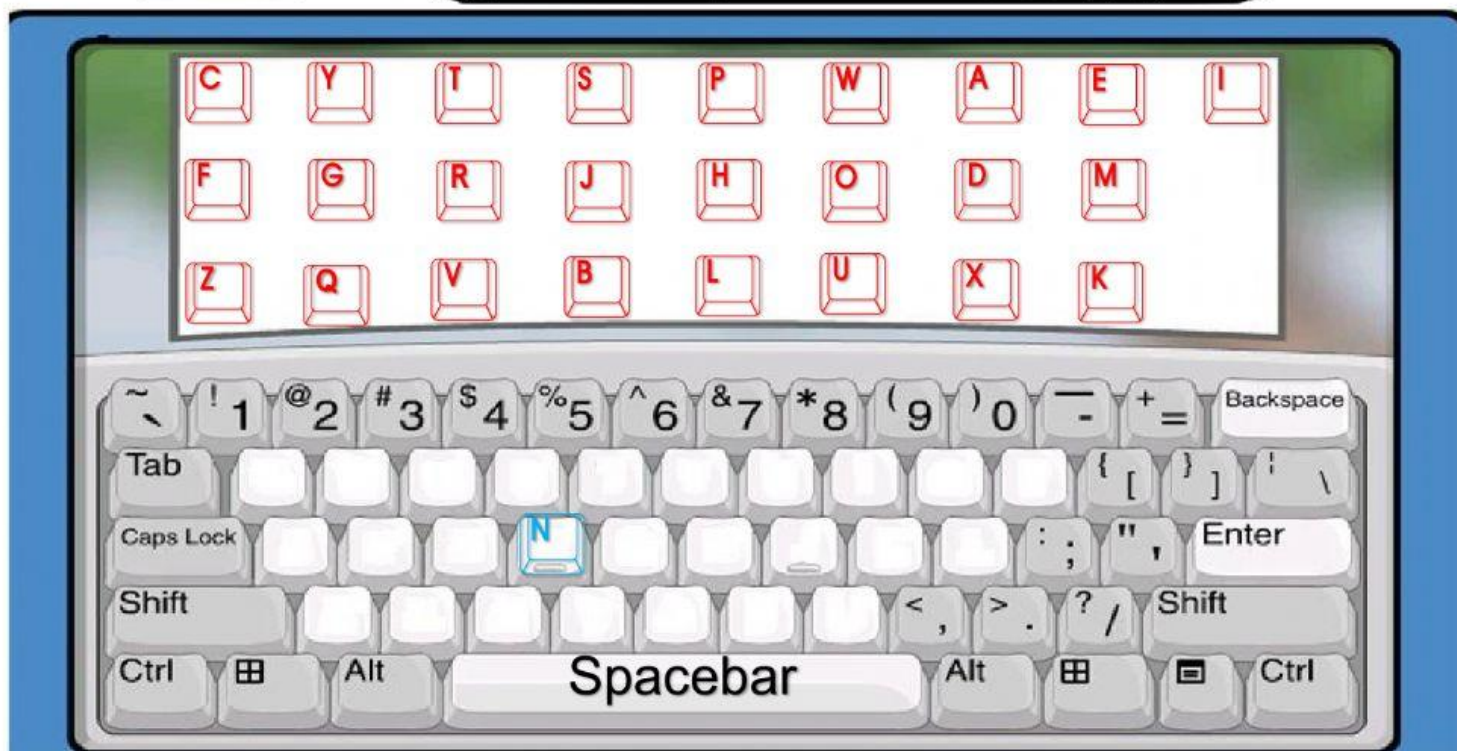 C Y T S P W A E I
F G R J H O D M
Z Q V B L U X K
~ ` ! 1 @ 2 # 3 $ 4 % 5 ^ 6 & 7 * 8 ( 9 ) 0 — - + = Backspace
Tab { [ } ] ¦ \
Caps Lock N : ; " ' Enter
Shift < , > . ? / Shift
Ctrl Alt Spacebar Alt Ctrl